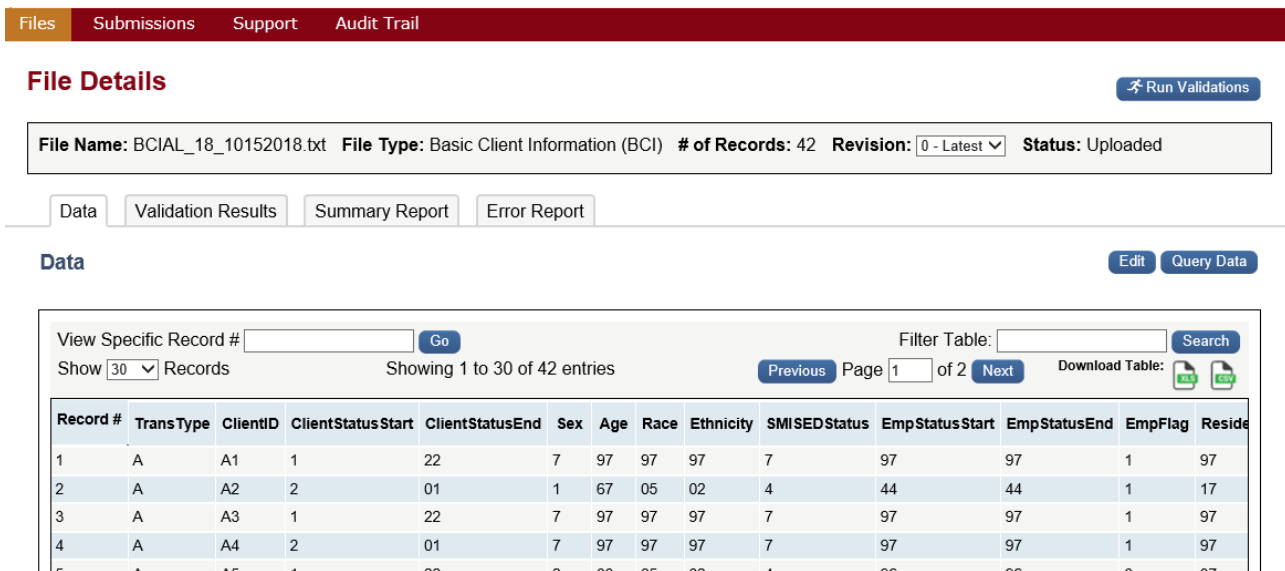 Files Submissions Support Audit Trail
File Details
Run Validations
File Name: BCIAL_18_10152018.txt File Type: Basic Client Information (BCI) # of Records: 42 Revision: 0 - Latest Status: Uploaded
Data Validation Results Summary Report Error Report
Data Edit Query Data
View Specific Record # Go Filter Table: Search
Show 30 Records Showing 1 to 30 of 42 entries Previous Page 1 of 2 Next Download Table: XLS CSV
Record # TransType ClientID ClientStatusStart ClientStatusEnd Sex Age Race Ethnicity SMISEDStatus EmpStatusStart EmpStatusEnd EmpFlag Reside
1 A A1 1 22 7 97 97 97 7 97 97 1 97
2 A A2 2 01 1 67 05 02 4 44 44 1 17
3 A A3 1 22 7 97 97 97 7 97 97 1 97
4 A A4 2 01 7 97 97 97 7 97 97 1 97